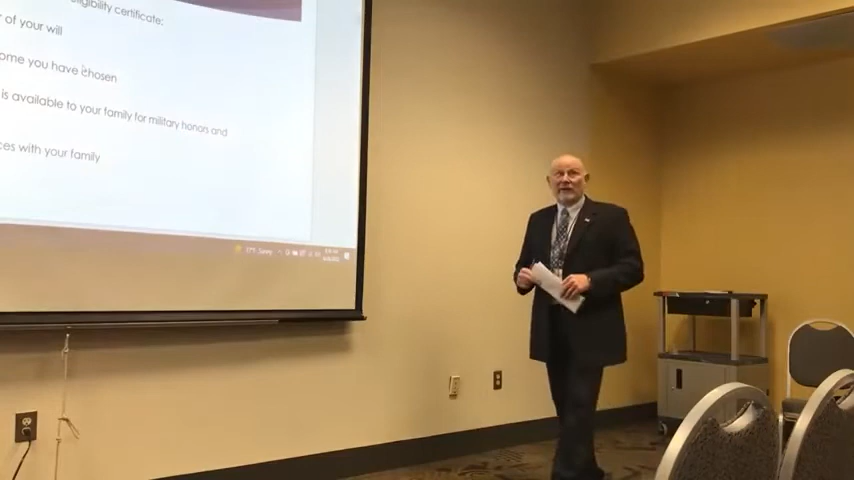 eligibility certificate:
of your will
ome you have chosen
is available to your family for military honors and
ces with your family
Sunny